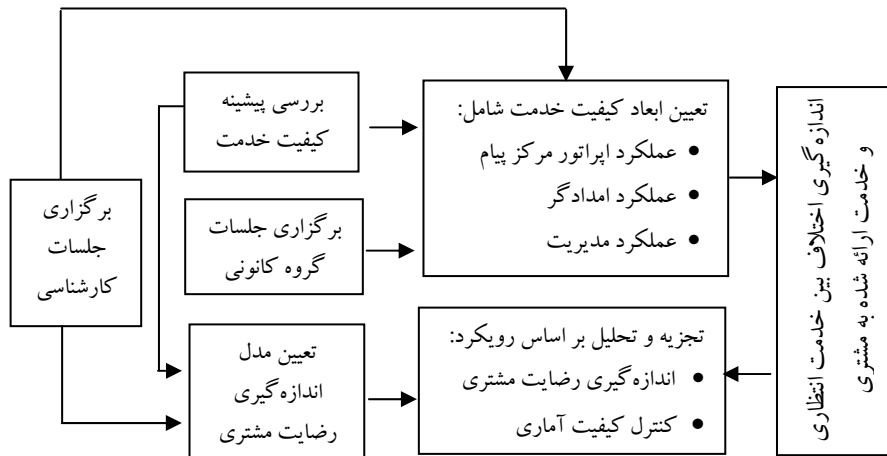 بررسی پیشینه
کیفیت خدمت
تعیین ابعاد کیفیت خدمت شامل:
• عملکرد اپراتور مرکز پیام
• عملکرد امدادگر
• عملکرد مدیریت
اندازه گیری اختلاف بین خدمت انتظاری
و خدمت ارائه شده به مشتری
برگزاری
جلسات
کارشناسی
برگزاری جلسات
گروه کانونی
تعیین مدل
اندازه‌گیری
رضایت مشتری
تجزیه و تحلیل بر اساس رویکرد:
• اندازه‌گیری رضایت مشتری
• کنترل کیفیت آماری